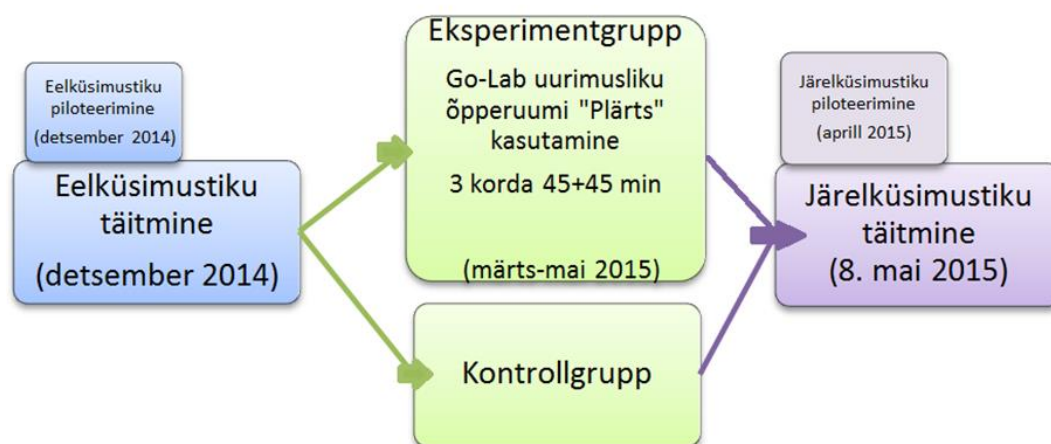 Eelküsimustiku
piloteerimine
(detsember 2014)
Eelküsimustiku
täitmine
(detsember 2014)
Eksperimentgrupp
Go-Lab uurimusliku
õpperuumi "Plärts"
kasutamine
3 korda 45+45 min
(märts-mai 2015)
Kontrollgrupp
Järelküsimustiku
piloteerimine
(aprill 2015)
Järelküsimustiku
täitmine
(8. mai 2015)